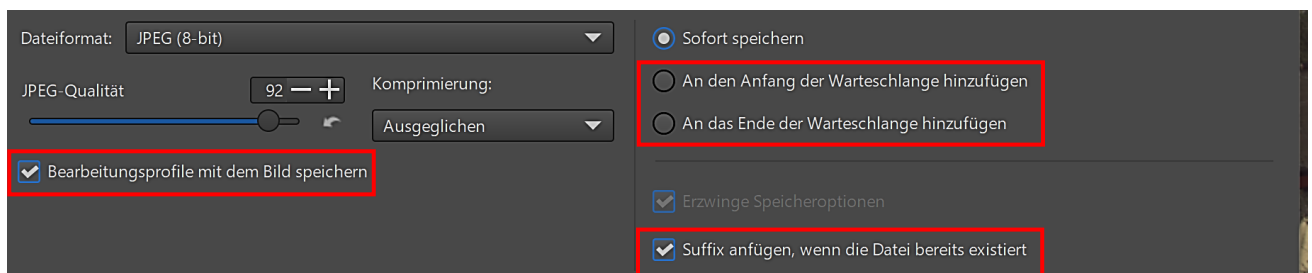 Dateiformat: JPEG (8-bit)
JPEG-Qualität 92 Komprimierung:
Ausgeglichen
Bearbeitungsprofile mit dem Bild speichern
Sofort speichern
An den Anfang der Warteschlange hinzufügen
An das Ende der Warteschlange hinzufügen
Erzwinge Speicheroptionen
Suffix anfügen, wenn die Datei bereits existiert